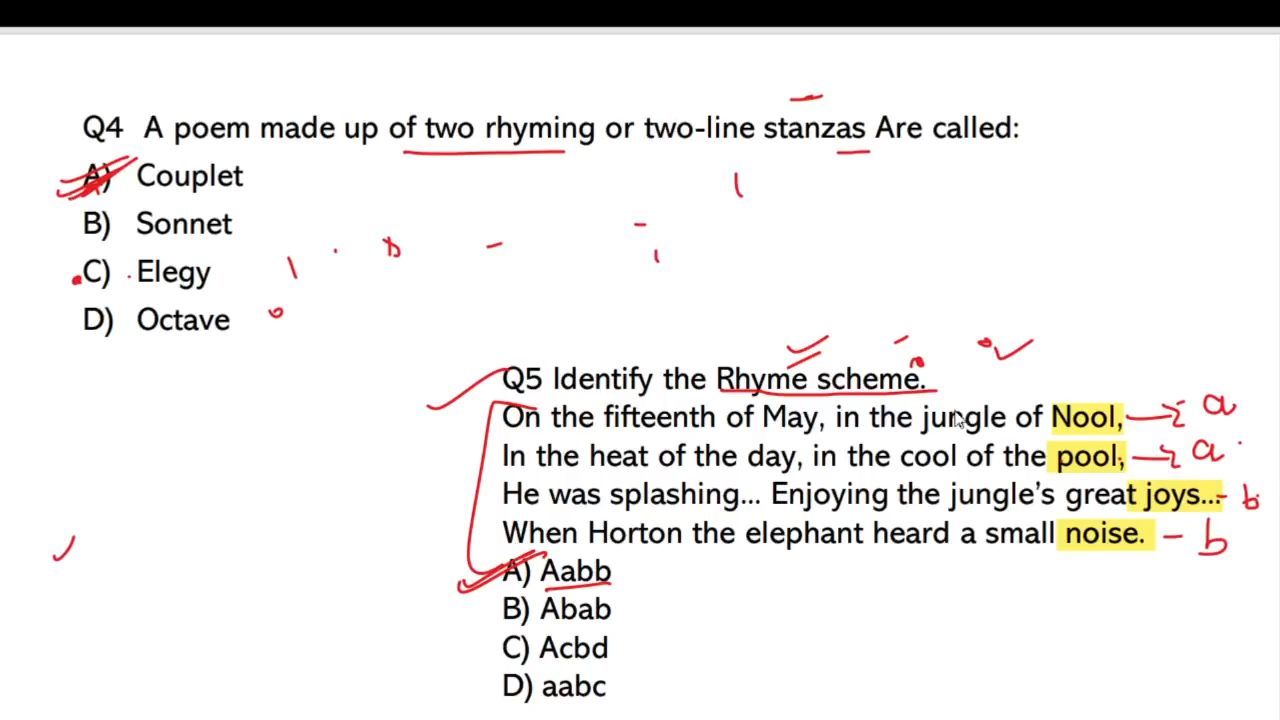 Q4 A poem made up of two rhyming or two-line stanzas Are called:
A) Couplet
B) Sonnet
C) Elegy
D) Octave
Q5 Identify the Rhyme scheme.
On the fifteenth of May, in the jungle of Nool, a
In the heat of the day, in the cool of the pool, a
He was splashing... Enjoying the jungle's great joys... b
When Horton the elephant heard a small noise. b
A) Aabb
B) Abab
C) Acbd
D) aabc